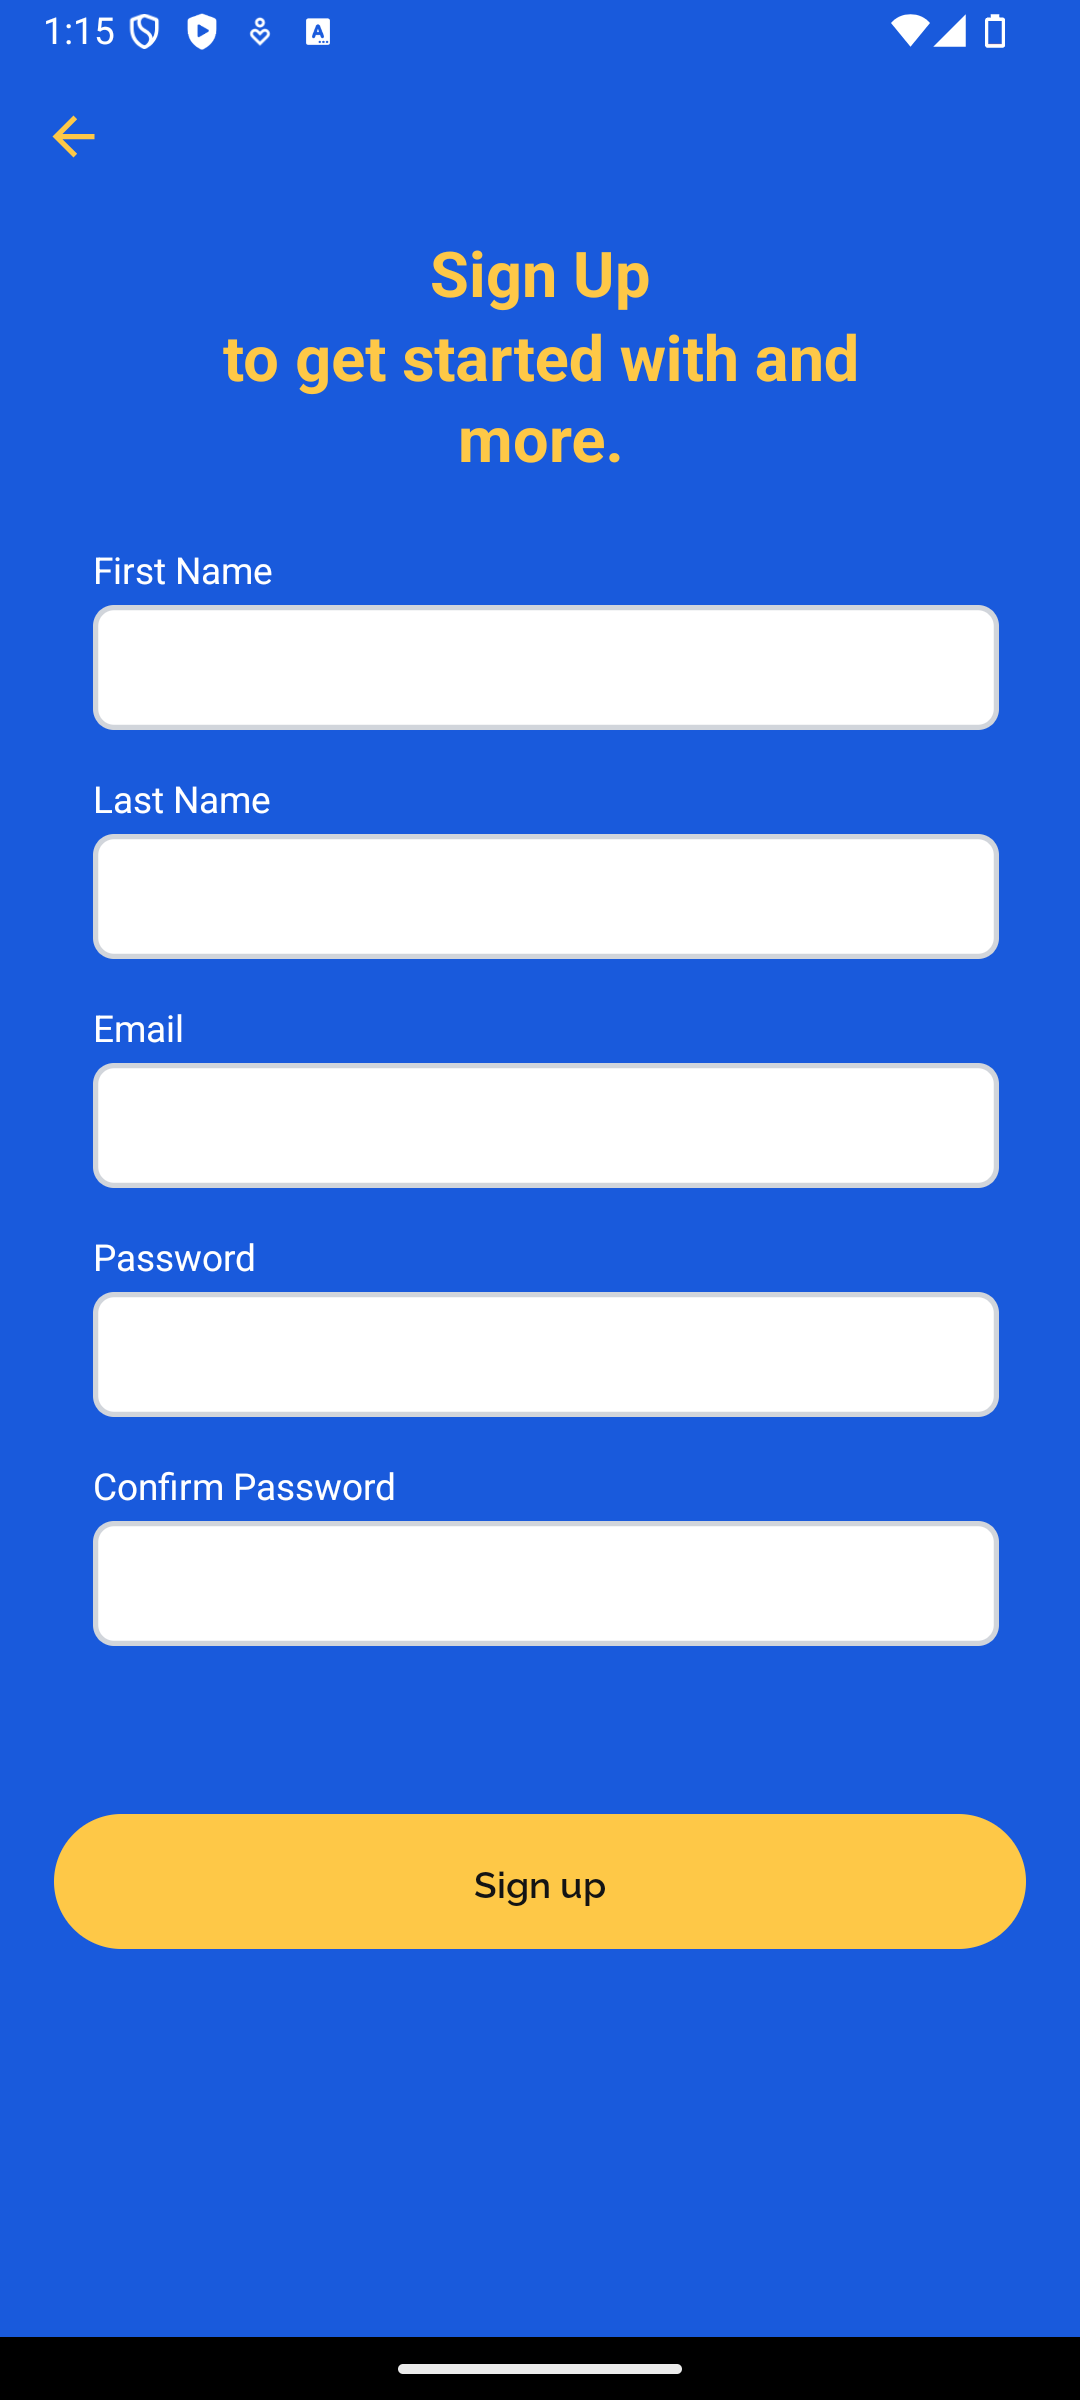 1:15
Sign Up
to get started with and
more.
First Name
Last Name
Email
Password
Confirm Password
Sign up